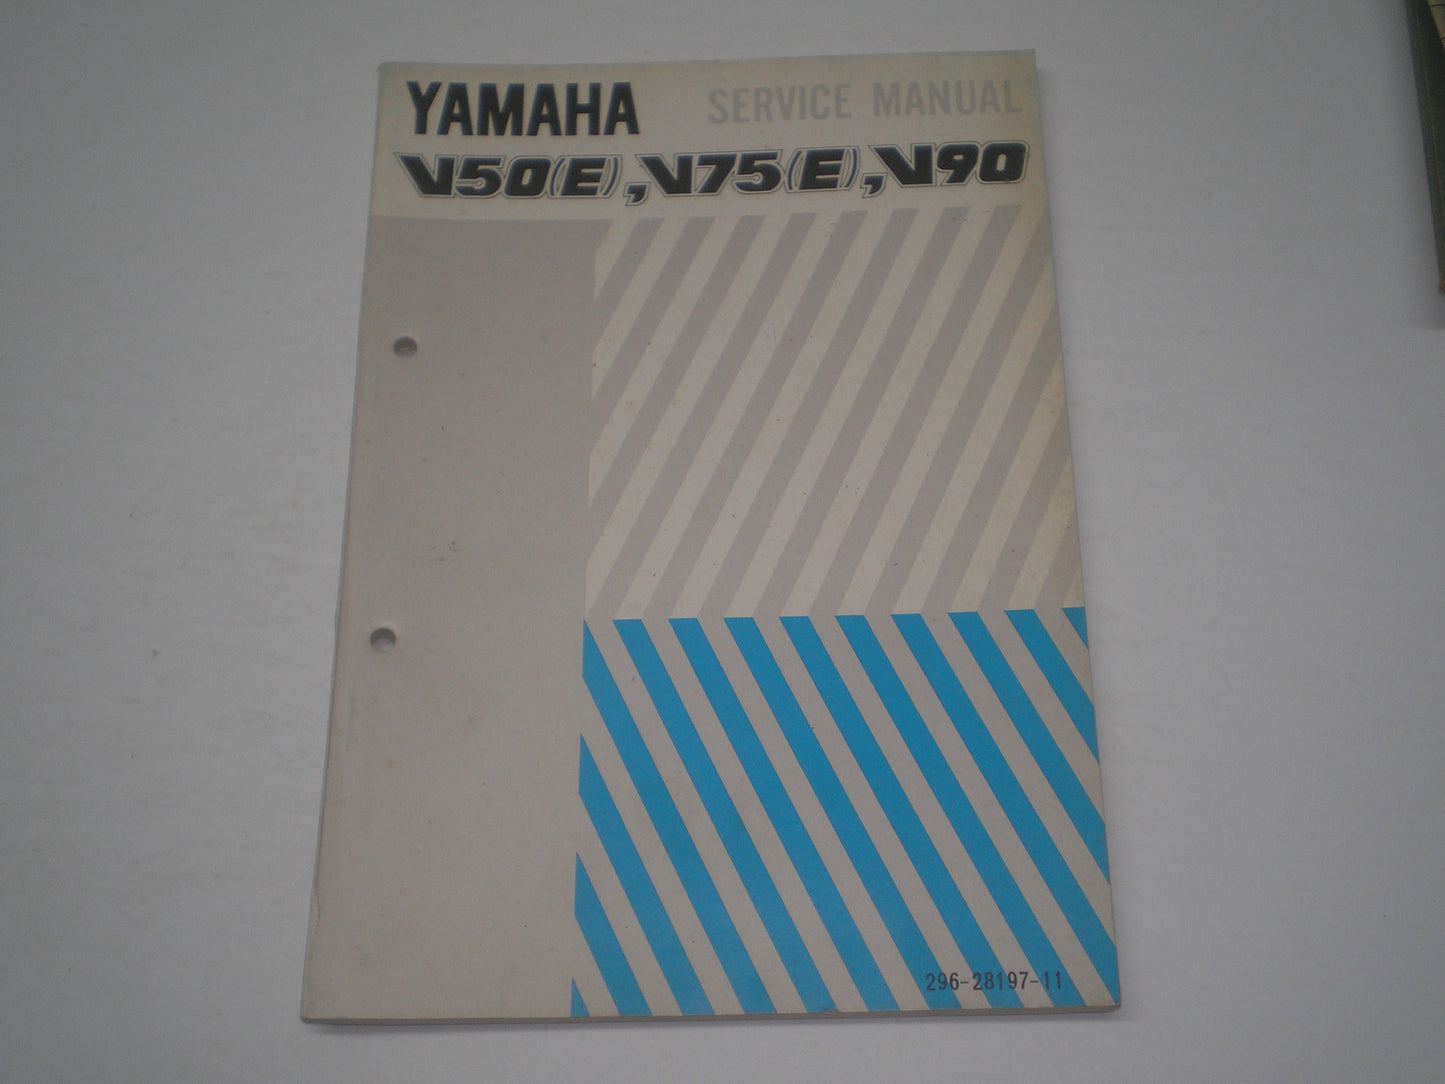 YAMAHA SERVICE MANUAL
V50(E),V75(E),V90
296-28197-11